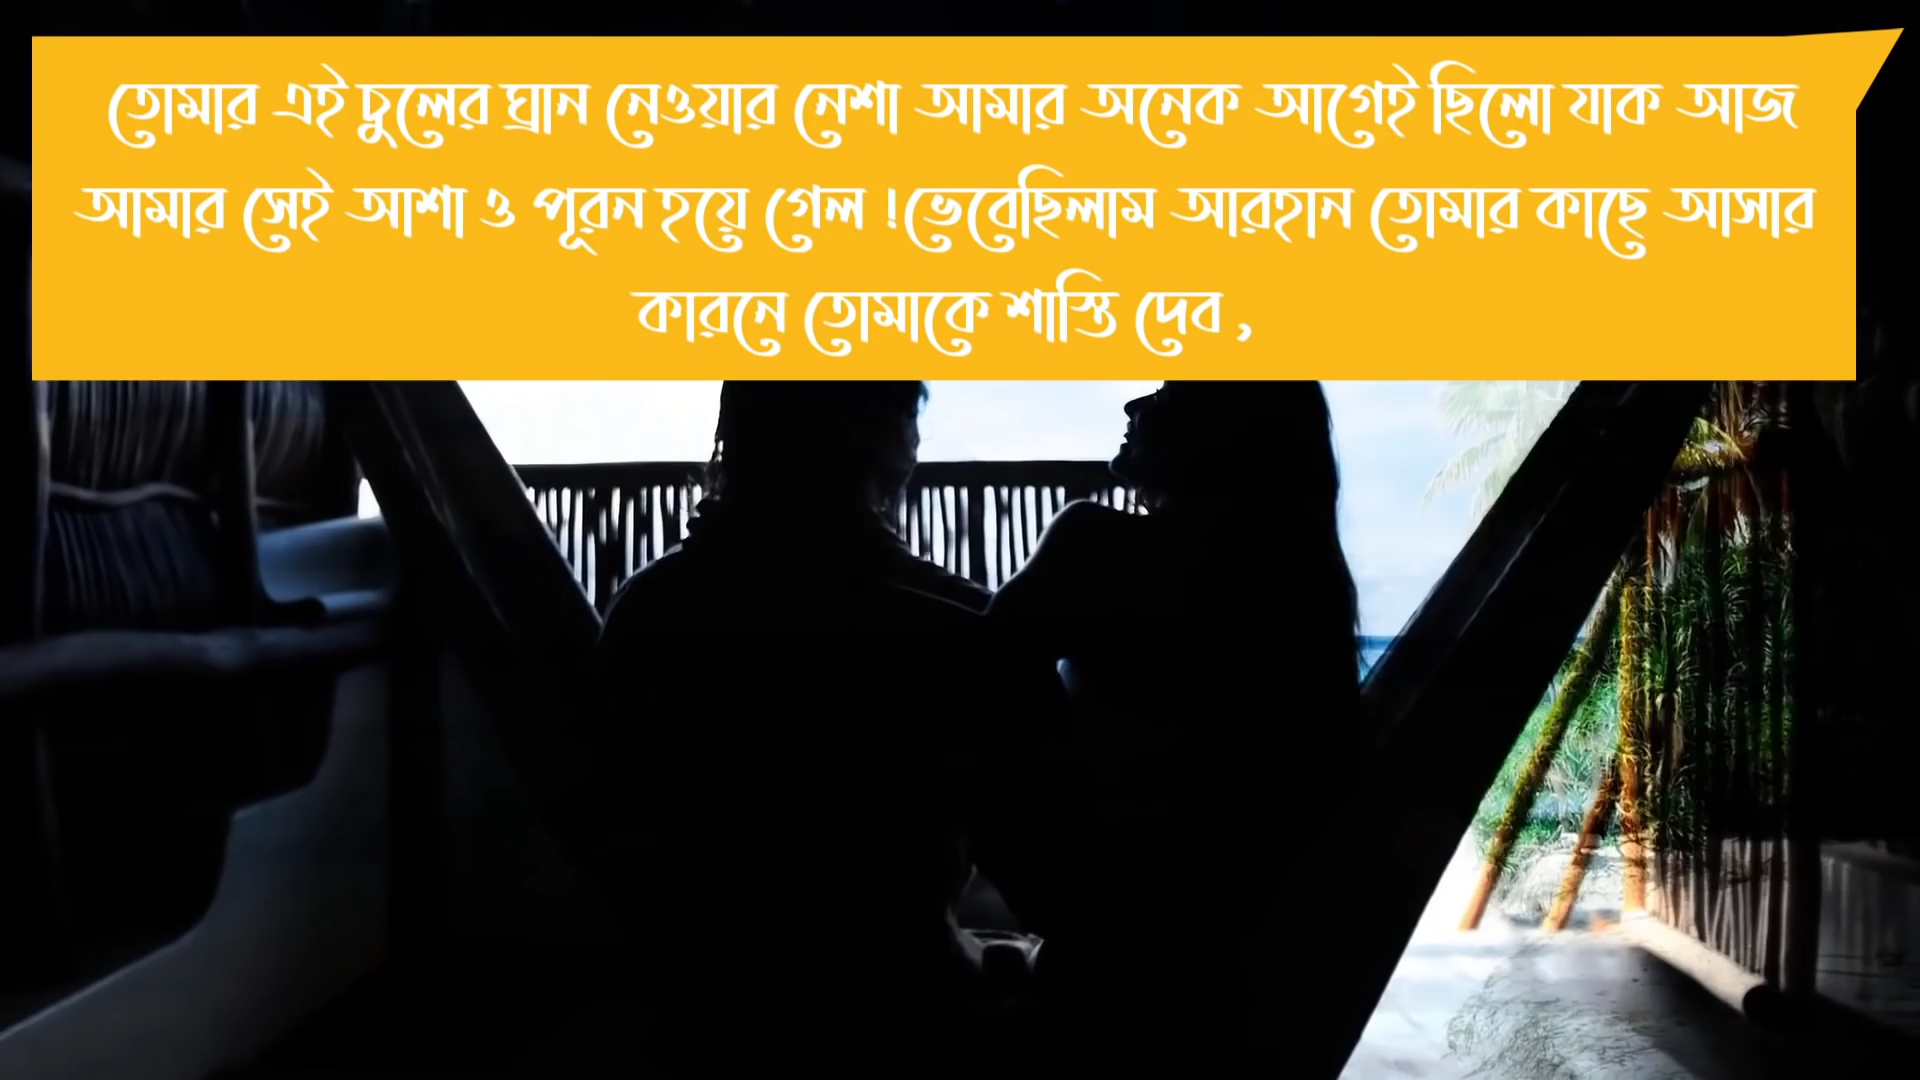 তোমার এই চুলের ঘ্রান নেওয়ার নেশা আমার অনেক আগেই ছিলো যাক আজ
আমার সেই আশা ও পূরন হয়ে গেল !ভেবেছিলাম আরহান তোমার কাছে আসার
কারনে তোমাকে শাস্তি দেব ,